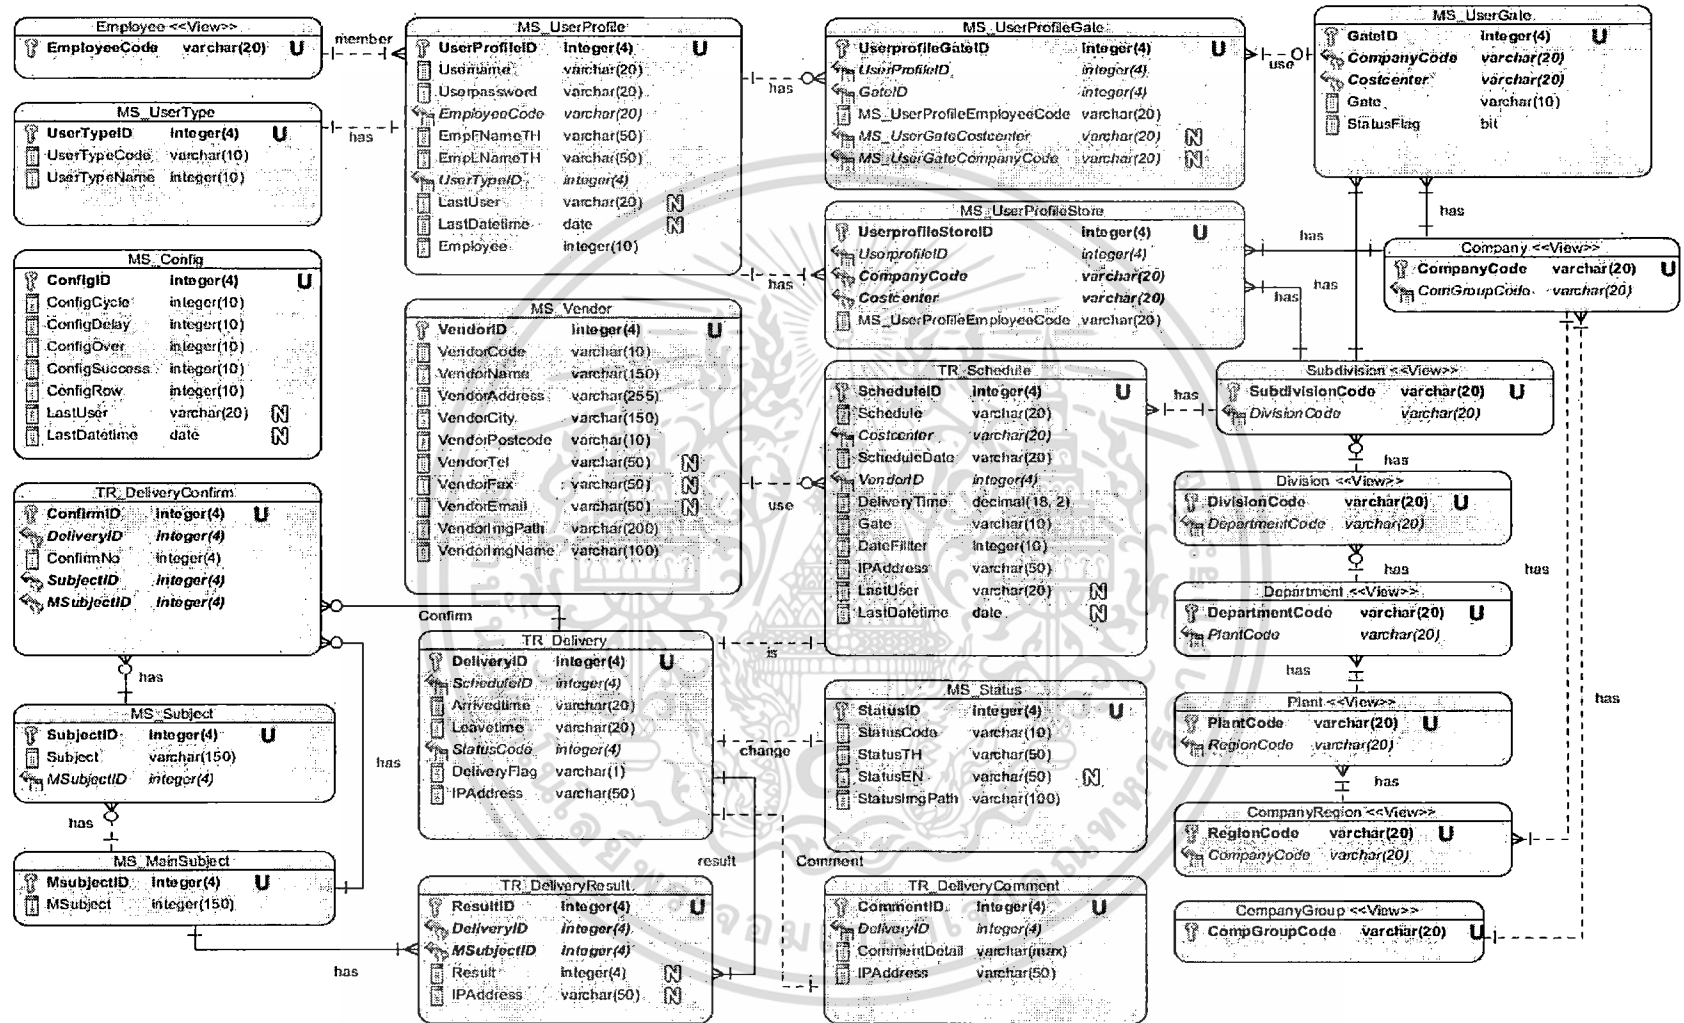 Employee <<View>>
EmployeeCode varchar(20) U
member
MS_UserType
UserTypeID integer(4) U
UserTypeCode varchar(10)
UserTypeName integer(10)
has
MS_Config
ConfigID integer(4) U
ConfigCycle integer(10)
ConfigDelay integer(10)
ConfigOver integer(10)
ConfigSuccess integer(10)
ConfigRow integer(10)
LastUser varchar(20) N
LastDatetime date N
TR_DeliveryConfirm
ConfirmID integer(4) U
DeliveryID integer(4)
ConfirmNo integer(4)
SubjectID integer(4)
MSubjectID integer(4)
has
MS_Subject
SubjectID integer(4) U
Subject varchar(150)
MSubjectID integer(4)
has
has
MS_MainSubject
MsubjectID integer(4) U
MSubject integer(150)
has
MS_UserProfile
UserProfileID integer(4) U
Username varchar(20)
Userpassword varchar(20)
EmployeeCode varchar(20)
EmpFNameTH varchar(50)
EmpLNameTH varchar(50)
UserTypeID integer(4)
LastUser varchar(20) N
LastDatetime date N
Employee integer(10)
has
has
MS_Vendor
VendorID integer(4) U
VendorCode varchar(10)
VendorName varchar(150)
VendorAddress varchar(255)
VendorCity varchar(150)
VendorPostcode varchar(10)
VendorTel varchar(50) N
VendorFax varchar(50) N
VendorEmail varchar(50) N
VendorImgPath varchar(200)
VendorImgName varchar(100)
use
Confirm
TR_Delivery
DeliveryID integer(4) U
ScheduleID integer(4)
Arrivedtime varchar(20)
Leavetime varchar(20)
StatusCode integer(4)
DeliveryFlag varchar(1)
IPAddress varchar(50)
is
change
result
Comment
TR_DeliveryResult
ResultID integer(4) U
DeliveryID integer(4)
MSubjectID integer(4)
Result integer(4) N
IPAddress varchar(50) N
MS_UserProfileGate
UserprofileGateID integer(4) U
UserProfileID integer(4)
GateID integer(4)
MS_UserProfileEmployeeCode varchar(20)
MS_UserGateCostcenter varchar(20) N
MS_UserGateCompanyCode varchar(20) N
use
MS_UserProfileStore
UserprofileStoreID integer(4) U
UserprofileID integer(4)
CompanyCode varchar(20)
Costcenter varchar(20)
MS_UserProfileEmployeeCode varchar(20)
has
has
has
TR_Schedule
ScheduleID integer(4) U
Schedule varchar(20)
Costcenter varchar(20)
ScheduleDate varchar(20)
VendorID integer(4)
DeliveryTime decimal(18, 2)
Gate varchar(10)
DateFillter integer(10)
IPAddress varchar(50)
LastUser varchar(20) N
LastDatetime date N
has
MS_Status
StatusID integer(4) U
StatusCode varchar(10)
StatusTH varchar(50)
StatusEN varchar(50) N
StatusImgPath varchar(100)
TR_DeliveryComment
CommentID integer(4) U
DeliveryID integer(4)
CommentDetail varchar(max)
IPAddress varchar(50)
MS_UserGate
GateID integer(4) U
CompanyCode varchar(20)
Costcenter varchar(20)
Gate varchar(10)
StatusFlag bit
has
Company <<View>>
CompanyCode varchar(20) U
ComGroupCode varchar(20)
Subdivision <<View>>
SubdivisionCode varchar(20) U
DivisionCode varchar(20)
has
Division <<View>>
DivisionCode varchar(20) U
DepartmentCode varchar(20)
has
has
Department <<View>>
DepartmentCode varchar(20) U
PlantCode varchar(20)
has
Plant <<View>>
PlantCode varchar(20) U
RegionCode varchar(20)
has
has
CompanyRegion <<View>>
RegionCode varchar(20) U
CompanyCode varchar(20)
CompanyGroup <<View>>
CompGroupCode varchar(20) U